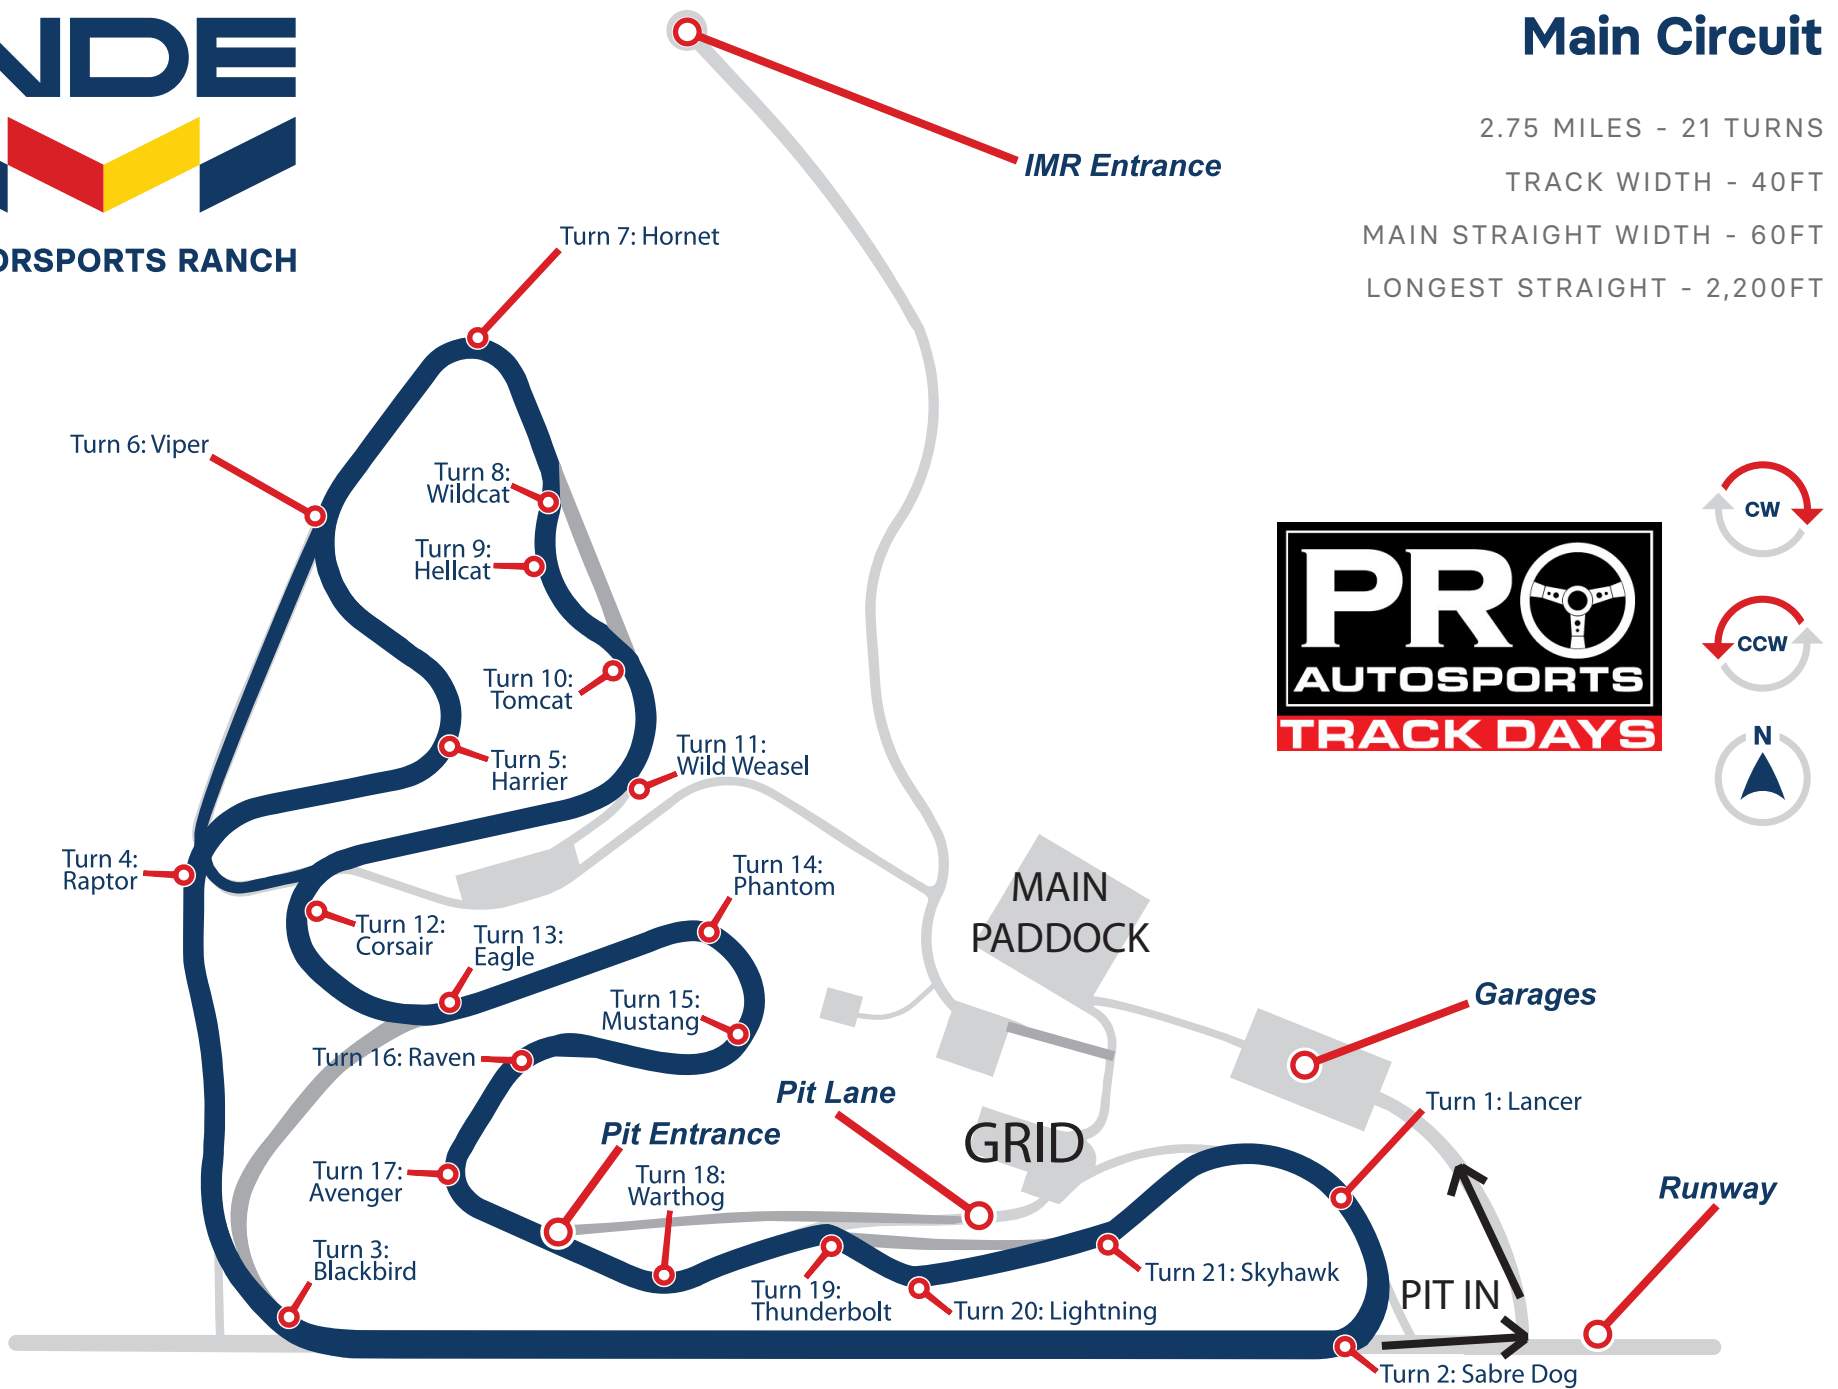 NDE
ORSPORTS RANCH
Main Circuit
2.75 MILES - 21 TURNS
TRACK WIDTH - 40FT
MAIN STRAIGHT WIDTH - 60FT
LONGEST STRAIGHT - 2,200FT
IMR Entrance
Turn 7: Hornet
Turn 6: Viper
Turn 8:
Wildcat
Turn 9:
Hellcat
CW
PRO
AUTOSPORTS
TRACK DAYS
CCW
N
Turn 10:
Tomcat
Turn 11:
Wild Weasel
Turn 5:
Harrier
Turn 4:
Raptor
Turn 14:
Phantom
MAIN
PADDOCK
Turn 12:
Corsair
Turn 13:
Eagle
Turn 15:
Mustang
Garages
Turn 16: Raven
Pit Lane
Turn 1: Lancer
Pit Entrance
GRID
Turn 17:
Avenger
Turn 18:
Warthog
Runway
Turn 3:
Blackbird
Turn 19:
Thunderbolt
Turn 21: Skyhawk
Turn 20: Lightning
PIT IN
Turn 2: Sabre Dog